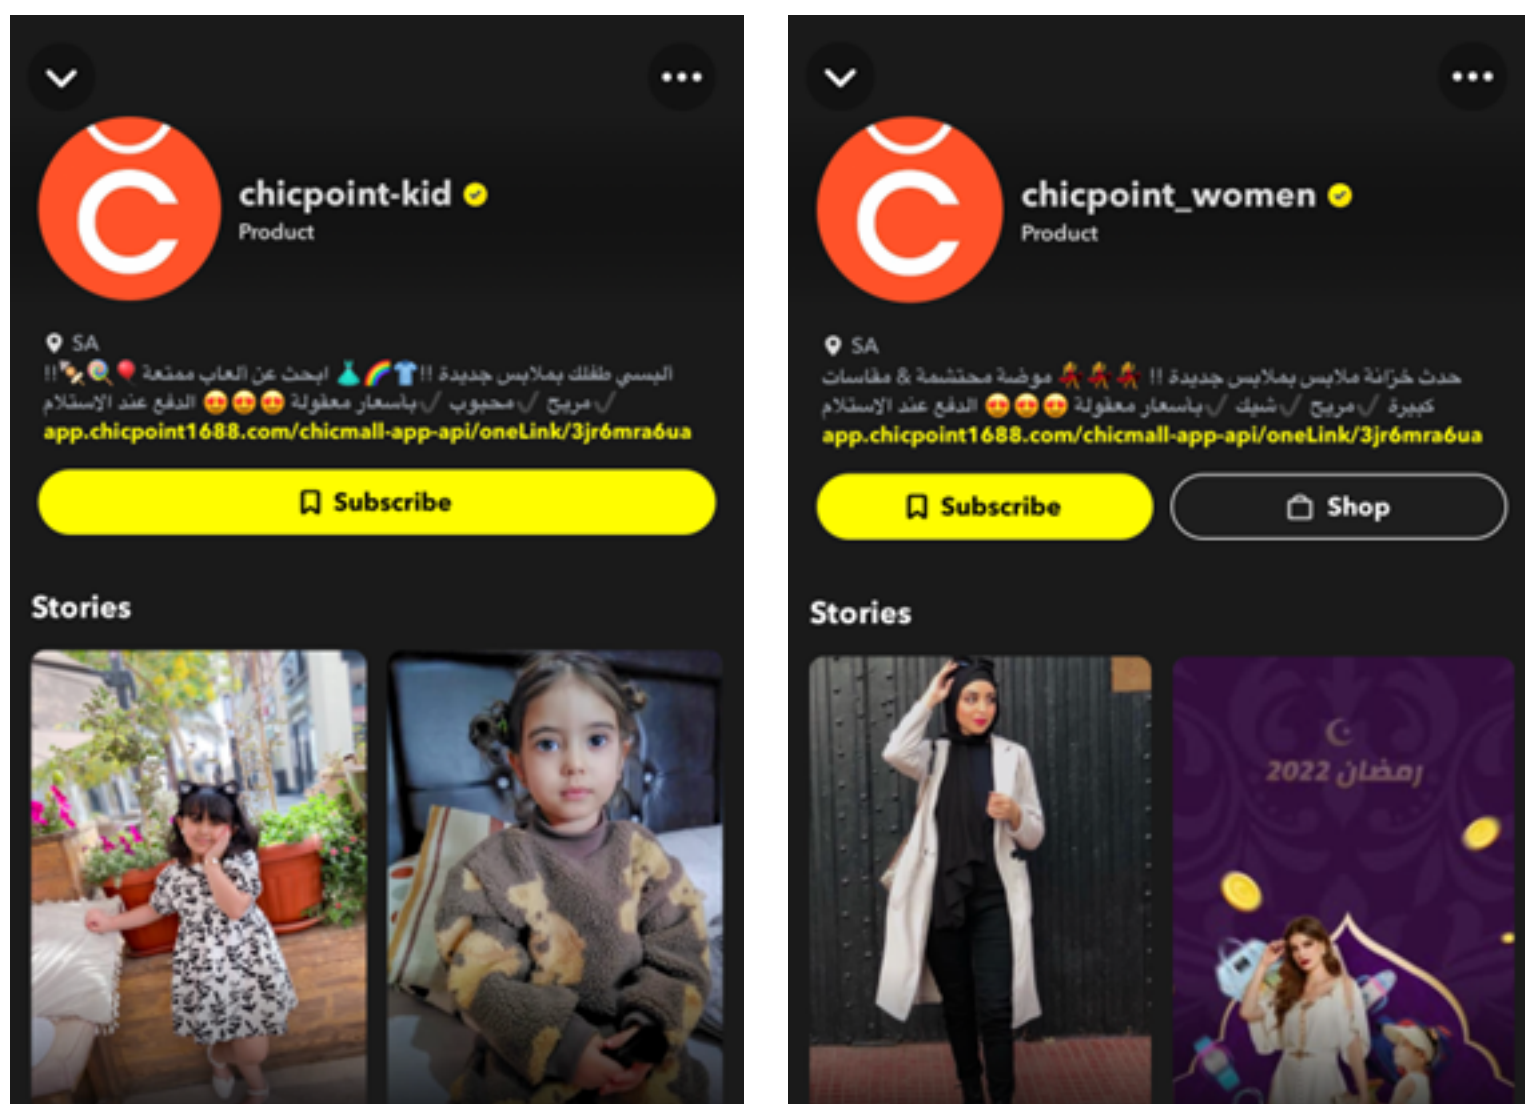 chicpoint-kid
Product
SA
البسي طفلك بملابس جديدة !!👕🌈👗 ابحث عن العاب ممتعة 🎈🍭🍢!!
✓مريح ✓محبوب ✓بأسعار معقولة 😍😍😍 الدفع عند الاستلام
app.chicpoint1688.com/chicmall-app-api/oneLink/3jr6mra6ua
Subscribe
Stories
chicpoint_women
Product
SA
حدث خزانة ملابس بملابس جديدة !! 💃💃💃 موضة محتشمة & مقاسات
كبيرة ✓مريح ✓شيك ✓بأسعار معقولة 😍😍😍 الدفع عند الاستلام
app.chicpoint1688.com/chicmall-app-api/oneLink/3jr6mra6ua
Subscribe
Shop
Stories
رمضان 2022